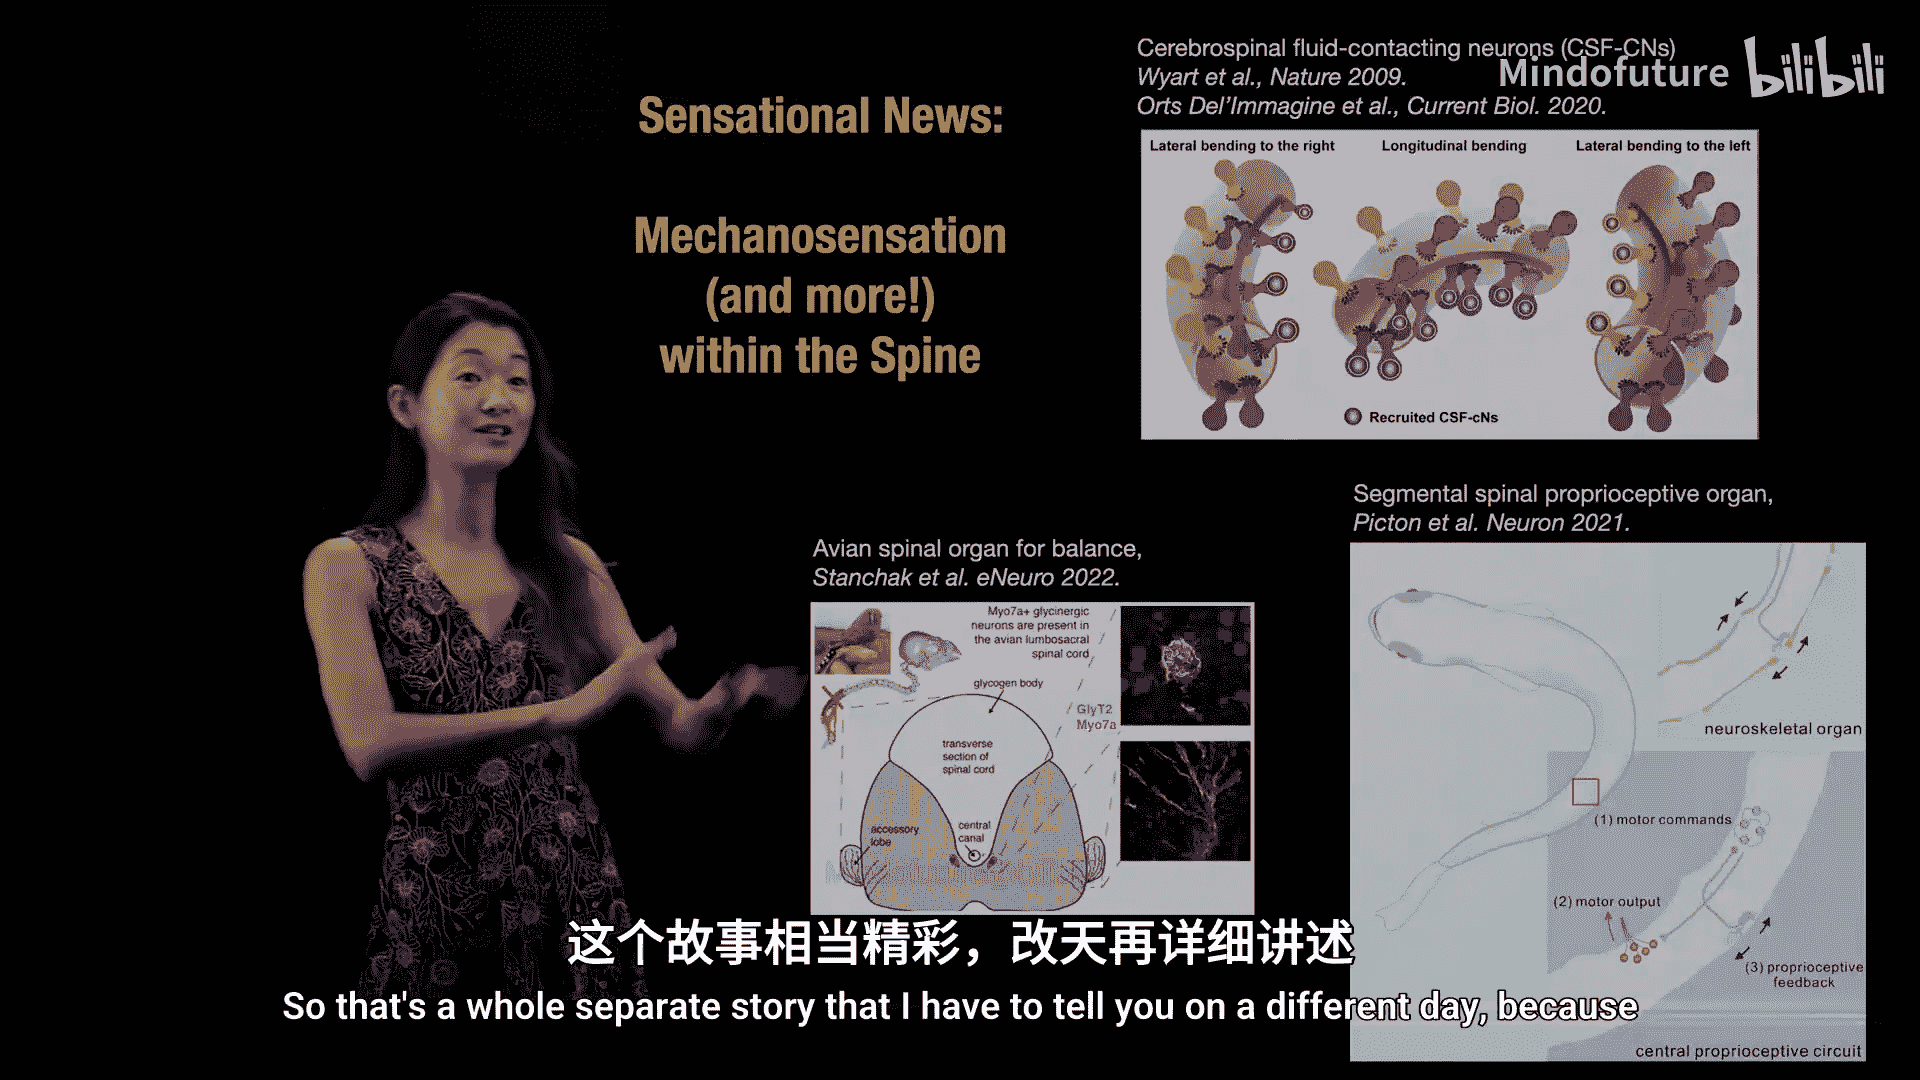 Sensational News:
Mechanosensation
(and more!)
within the Spine
Cerebrospinal fluid-contacting neurons (CSF-CNs)
Wyart et al., Nature 2009.
Orts Del'Immagine et al., Current Biol. 2020.
Mindofuture bilibili
Lateral bending to the right
Longitudinal bending
Lateral bending to the left
Recruited CSF-cNs
Avian spinal organ for balance,
Stanchak et al. eNeuro 2022.
Myo7a+ glycinergic
neurons are present in
the avian lumbosacral
spinal cord
glycogen body
GlyT2
Myo7a
transverse
section of
spinal cord
accessory
lobe
central
canal
Segmental spinal proprioceptive organ,
Picton et al. Neuron 2021.
neuroskeletal organ
(1) motor commands
(2) motor output
(3) proprioceptive
feedback
central proprioceptive circuit
这个故事相当精彩，改天再详细讲述
So that's a whole separate story that I have to tell you on a different day, because